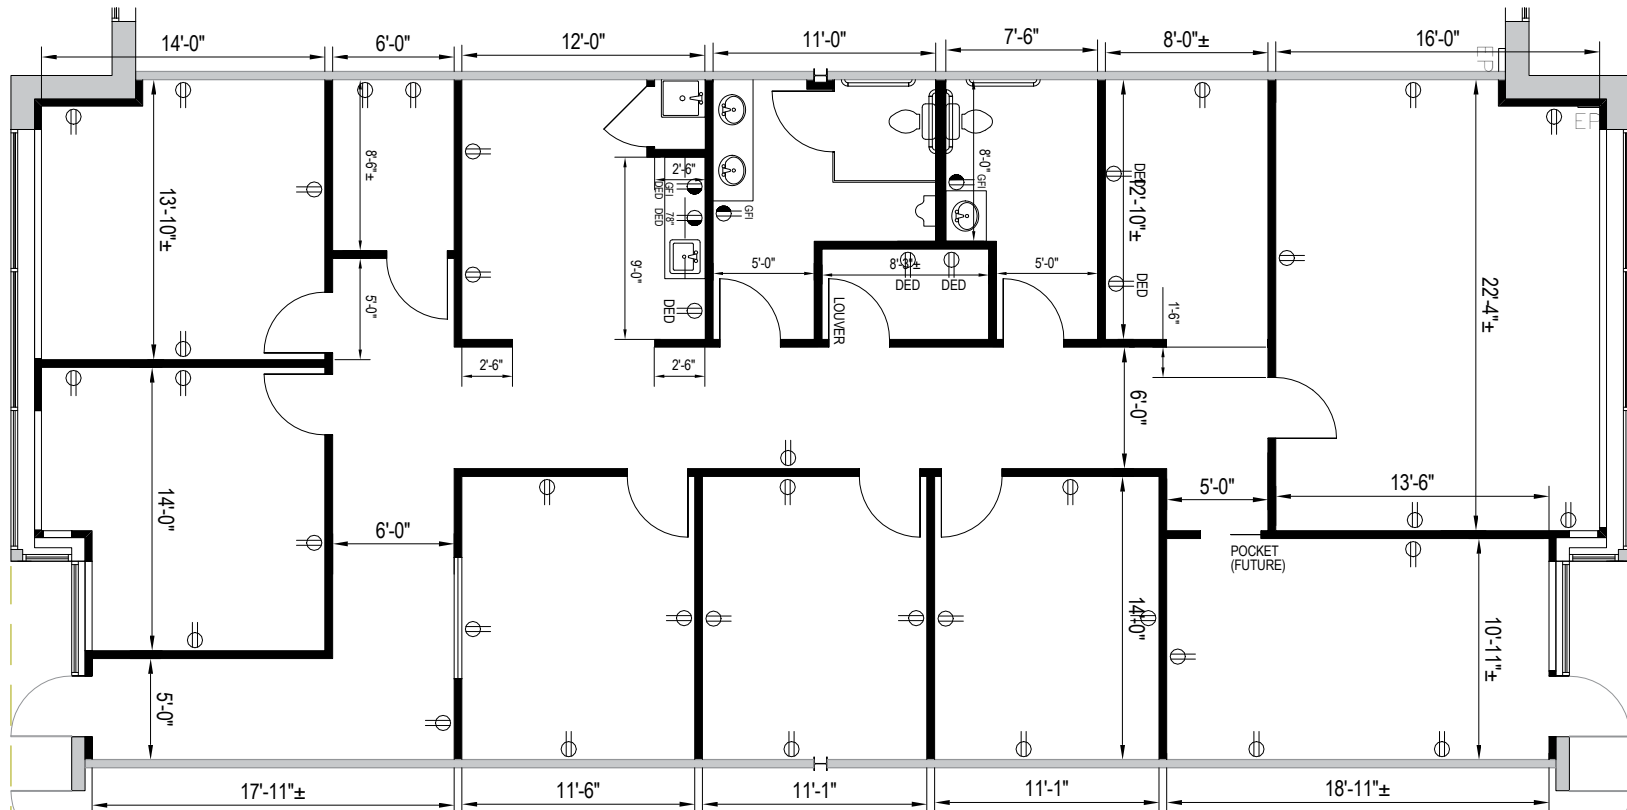 14'-0"
6'-0"
12'-0"
11'-0"
7'-6"
8'-0"±
16'-0"
EP
EP
13'-10"±
8'-6"±
2'-6"
GFI
DED
DED
78"
GFI
8'-0"
GFI
DED
12'-10"±
DED
9'-0"
DED
5'-0"
5'-0"
8'-3"±
DED
DED
5'-0"
LOUVER
1'-6"
22'-4"±
2'-6"
2'-6"
6'-0"
14'-0"
6'-0"
5'-0"
13'-6"
POCKET
(FUTURE)
14'-0"
10'-11"±
5'-0"
17'-11"±
11'-6"
11'-1"
11'-1"
18'-11"±